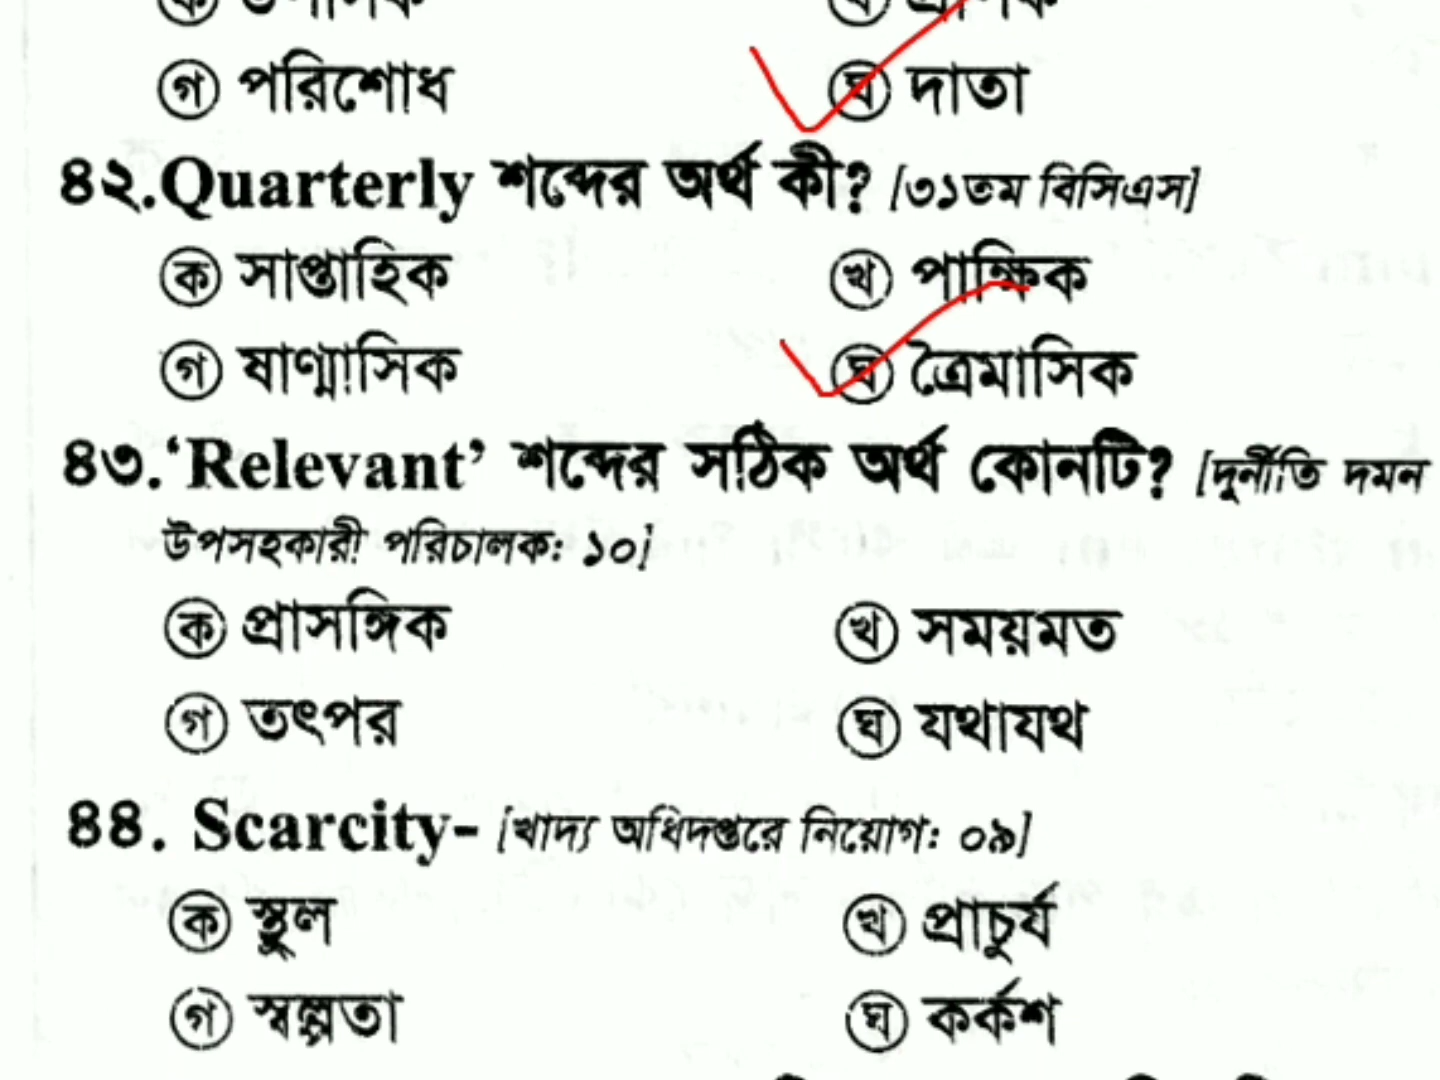 গ পরিশোধ ঘ দাতা
৪২.Quarterly শব্দের অর্থ কী? [৩১তম বিসিএস]
ক সাপ্তাহিক খ পাক্ষিক
গ ষাণ্মাসিক ঘ ত্রৈমাসিক
৪৩.‘Relevant’ শব্দের সঠিক অর্থ কোনটি? [দুর্নীতি দমন
উপসহকারী পরিচালক: ১০]
ক প্রাসঙ্গিক খ সময়মত
গ তৎপর ঘ যথাযথ
৪৪. Scarcity- [খাদ্য অধিদপ্তরে নিয়োগ: ০৯]
ক স্থুল খ প্রাচুর্য
গ স্বল্পতা ঘ কর্কশ